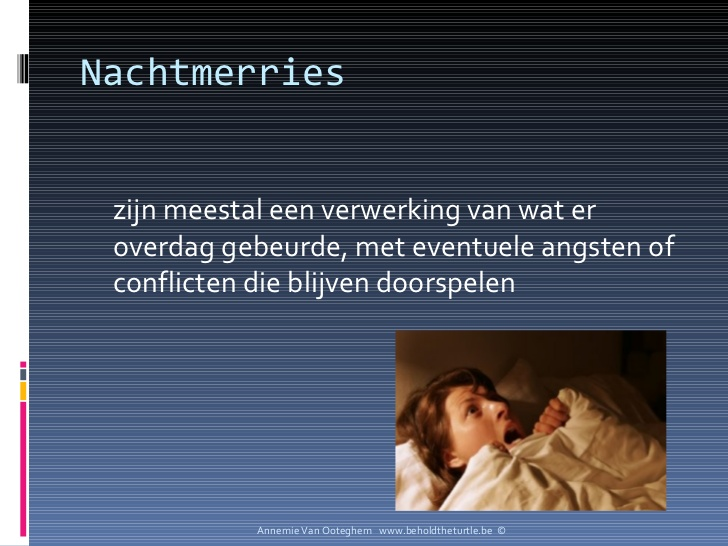 Nachtmerries
zijn meestal een verwerking van wat er
overdag gebeurde, met eventuele angsten of
conflicten die blijven doorspelen
Annemie Van Ooteghem www.beholdtheturtle.be ©